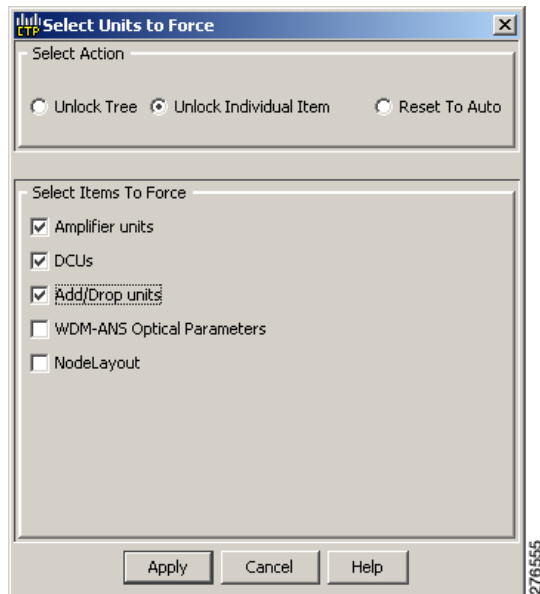 CTP Select Units to Force
Select Action
Unlock Tree Unlock Individual Item Reset To Auto
Select Items To Force
Amplifier units
DCUs
Add/Drop units
WDM-ANS Optical Parameters
NodeLayout
Apply Cancel Help
276555